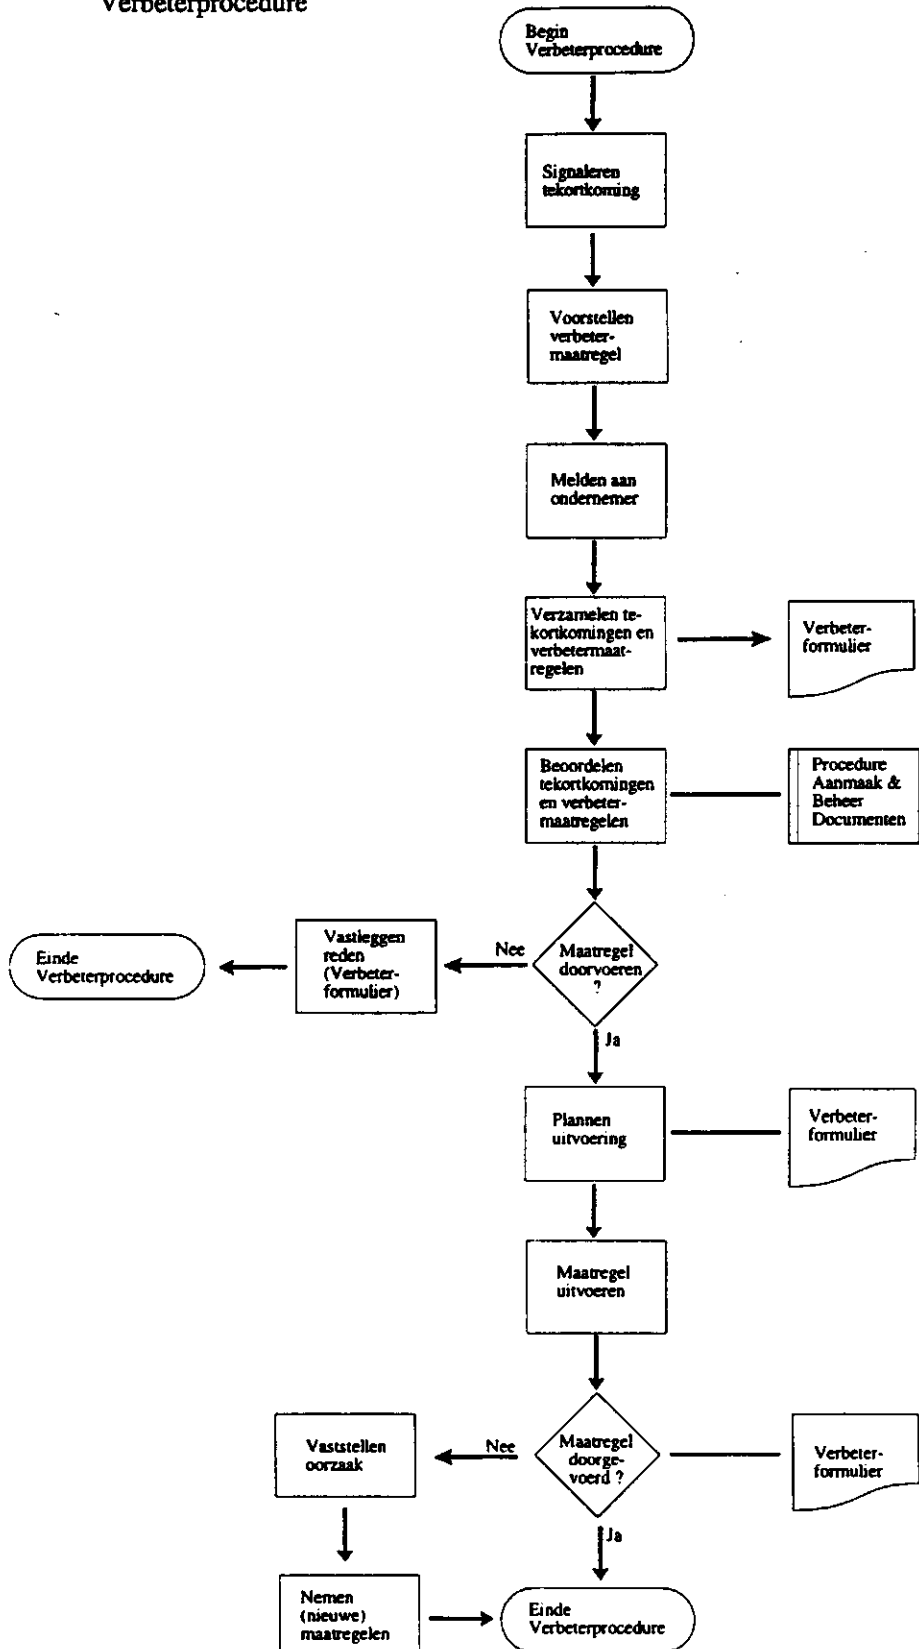 Verbeterprocedure
Begin
Verbeterprocedure
Signaleren
tekortkoming
Voorstellen
verbeter-
maatregel
Melden aan
ondernemer
Verzamelen te-
kortkomingen en
verbetermaat-
regelen
Verbeter-
formulier
Beoordelen
tekortkomingen
en verbeter-
maatregelen
Procedure
Aanmaak &
Beheer
Documenten
Maatregel
doorvoeren
?
Nee
Vastleggen
reden
(Verbeter-
formulier)
Einde
Verbeterprocedure
Ja
Plannen
uitvoering
Verbeter-
formulier
Maatregel
uitvoeren
Maatregel
doorge-
voerd ?
Verbeter-
formulier
Nee
Vaststellen
oorzaak
Ja
Nemen
(nieuwe)
maatregelen
Einde
Verbeterprocedure